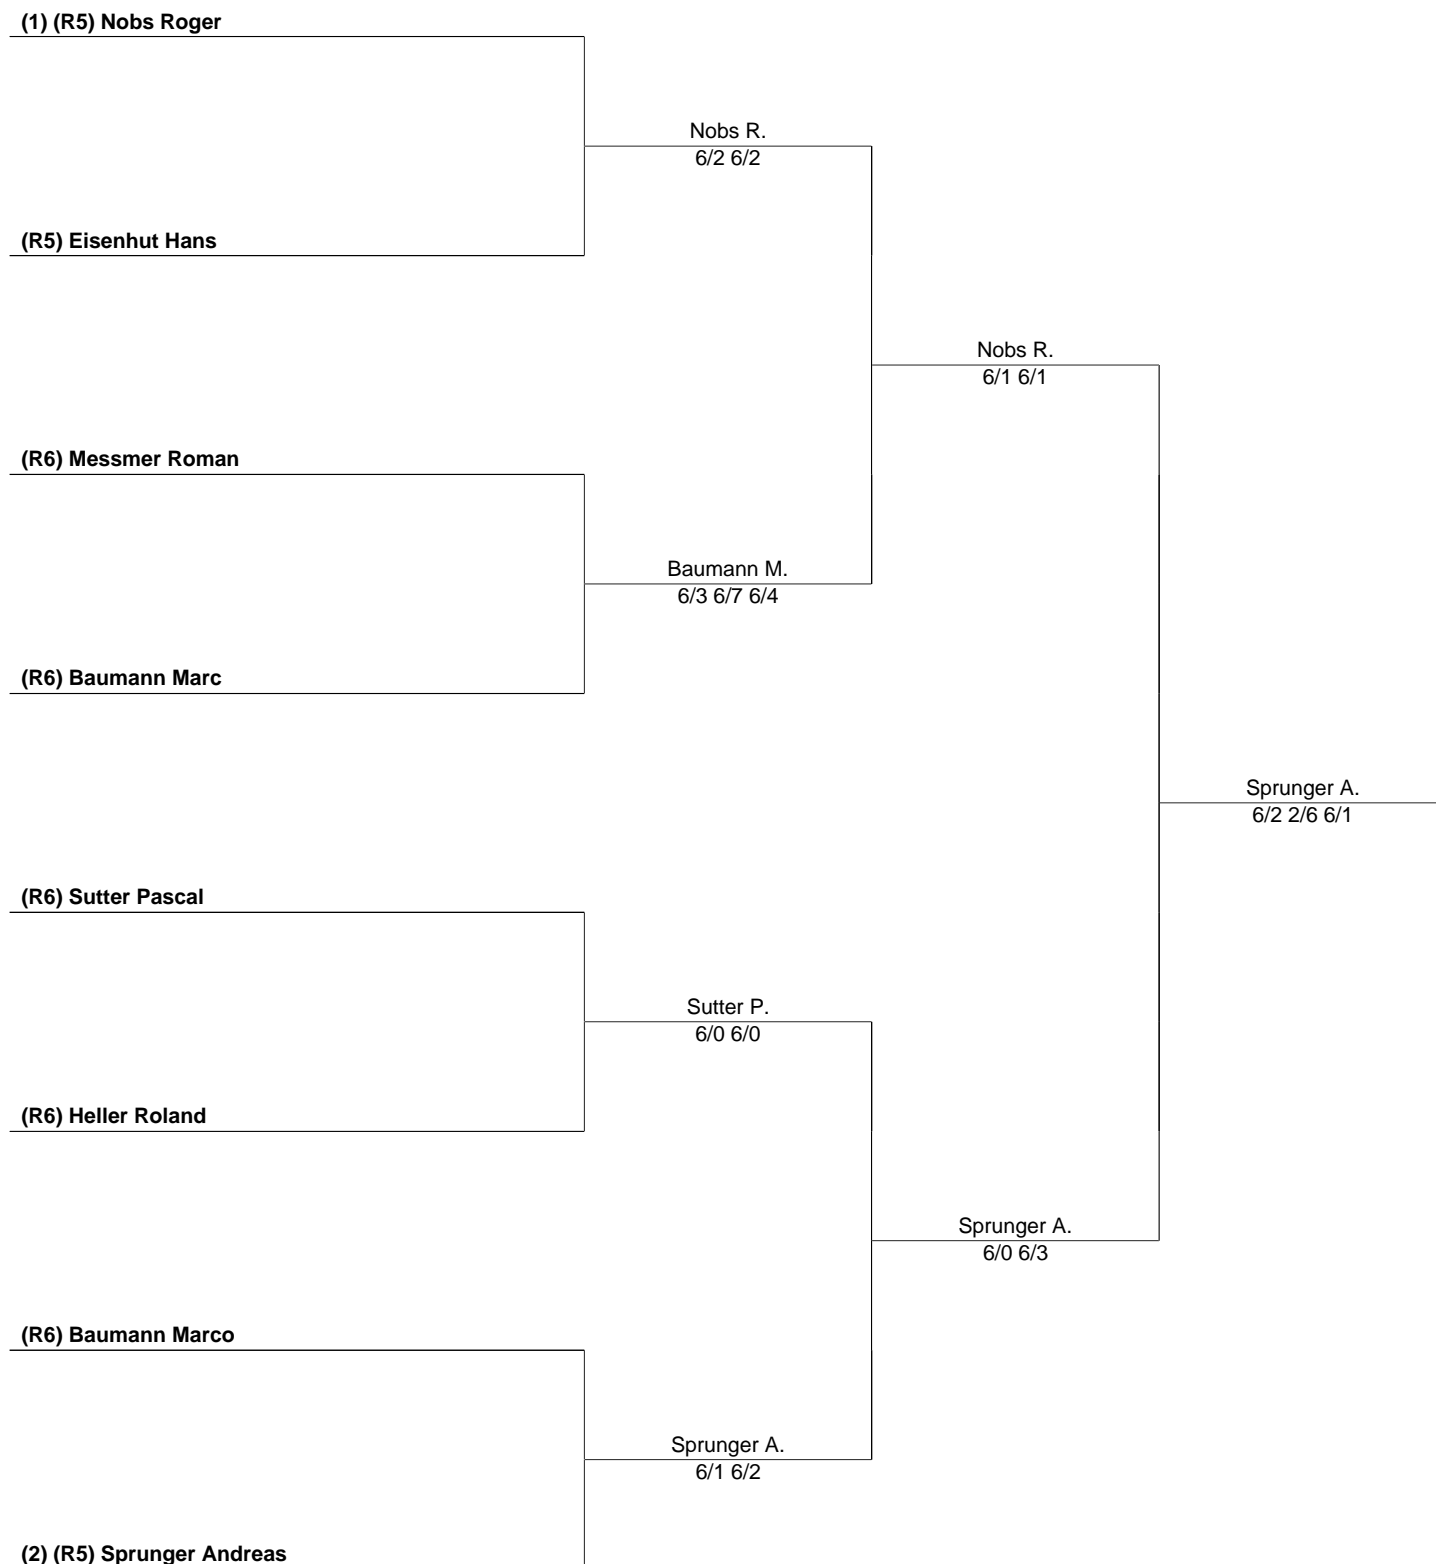 (1) (R5) Nobs Roger
Nobs R.
6/2 6/2
(R5) Eisenhut Hans
Nobs R.
6/1 6/1
(R6) Messmer Roman
Baumann M.
6/3 6/7 6/4
(R6) Baumann Marc
Sprunger A.
6/2 2/6 6/1
(R6) Sutter Pascal
Sutter P.
6/0 6/0
(R6) Heller Roland
Sprunger A.
6/0 6/3
(R6) Baumann Marco
Sprunger A.
6/1 6/2
(2) (R5) Sprunger Andreas